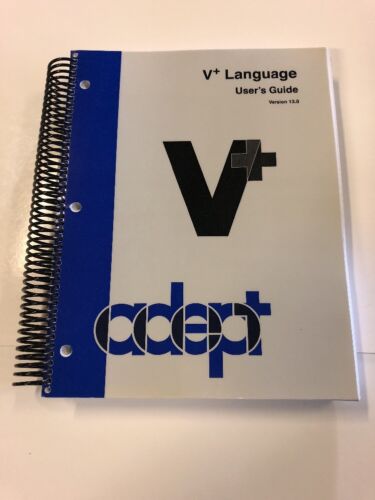 V+ Language
User's Guide
Version 13.0
V+
adept